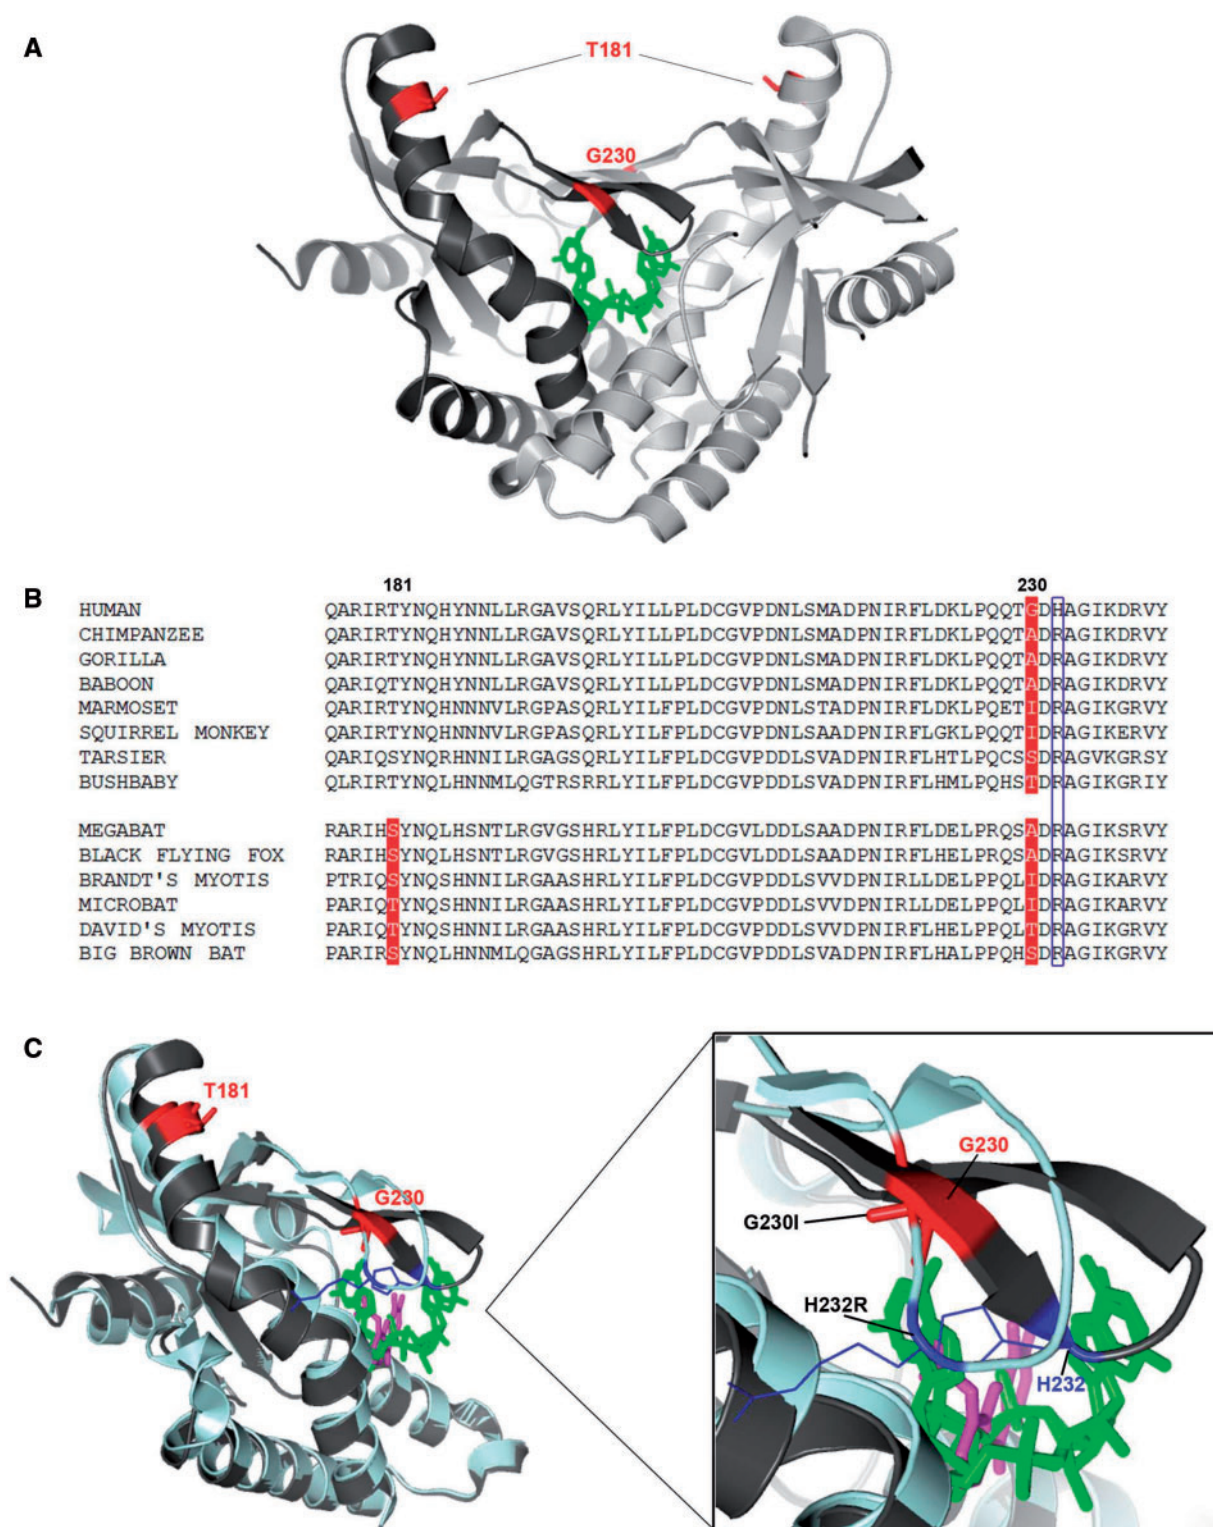 A
T181
G230
B
181 230
HUMAN QARIRTYNQHYNNLLRGAVSQRLYILLPLDCGVPDNLSMADPNIRFLDKLPQQTGDHAGIKDRVY
CHIMPANZEE QARIRTYNQHYNNLLRGAVSQRLYILLPLDCGVPDNLSMADPNIRFLDKLPQQTADRAGIKDRVY
GORILLA QARIRTYNQHYNNLLRGAVSQRLYILLPLDCGVPDNLSMADPNIRFLDKLPQQTADRAGIKDRVY
BABOON QARIQTYNQHYNNLLRGAVSQRLYILLPLDCGVPDNLSMADPNIRFLDKLPQQTADRAGIKDRVY
MARMOSET QARIRTYNQHNNNVLRGPASQRLYILFPLDCGVPDNLSTADPNIRFLDKLPQETIDRAGIKGRVY
SQUIRREL MONKEY QARIRTYNQHNNNVLRGPASQRLYILFPLDCGVPDNLSAADPNIRFLGKLPQQTIDRAGIKERVY
TARSIER QARIQSYNQRHNNILRGAGSQRLYILFPLDCGVPDDLSVADPNIRFLHTLPQCSSDRAGVKGRSY
BUSHBABY QLRIRTYNQLHNNMLQGTRSRRLYILFPLDCGVPDDLSVADPNIRFLHMLPQHSTDRAGIKGRIY
MEGABAT RARIHSYNQLHSNTLRGVGSHRLYILFPLDCGVLDDLSAADPNIRFLDELPRQSADRAGIKSRVY
BLACK FLYING FOX RARIHSYNQLHSNTLRGVGSHRLYILFPLDCGVLDDLSAADPNIRFLHELPRQSADRAGIKSRVY
BRANDT'S MYOTIS PTRIQSYNQSHNNILRGAASHRLYILFPLDCGVPDDLSVVDPNIRLLDELPPQLIDRAGIKARVY
MICROBAT PARIQTYNQSHNNILRGAASHRLYILFPLDCGVPDDLSVVDPNIRLLDELPPQLIDRAGIKARVY
DAVID'S MYOTIS PARIQTYNQSHNNILRGAASHRLYILFPLDCGVPDDLSVVDPNIRFLHELPPQLTDRAGIKGRVY
BIG BROWN BAT PARIRSYNQLHNNMLQGAGSHRLYILFPLDCGVPDDLSVADPNIRFLHALPPQHSDRAGIKGRVY
C
T181
G230
G230
G230I
H232R
H232